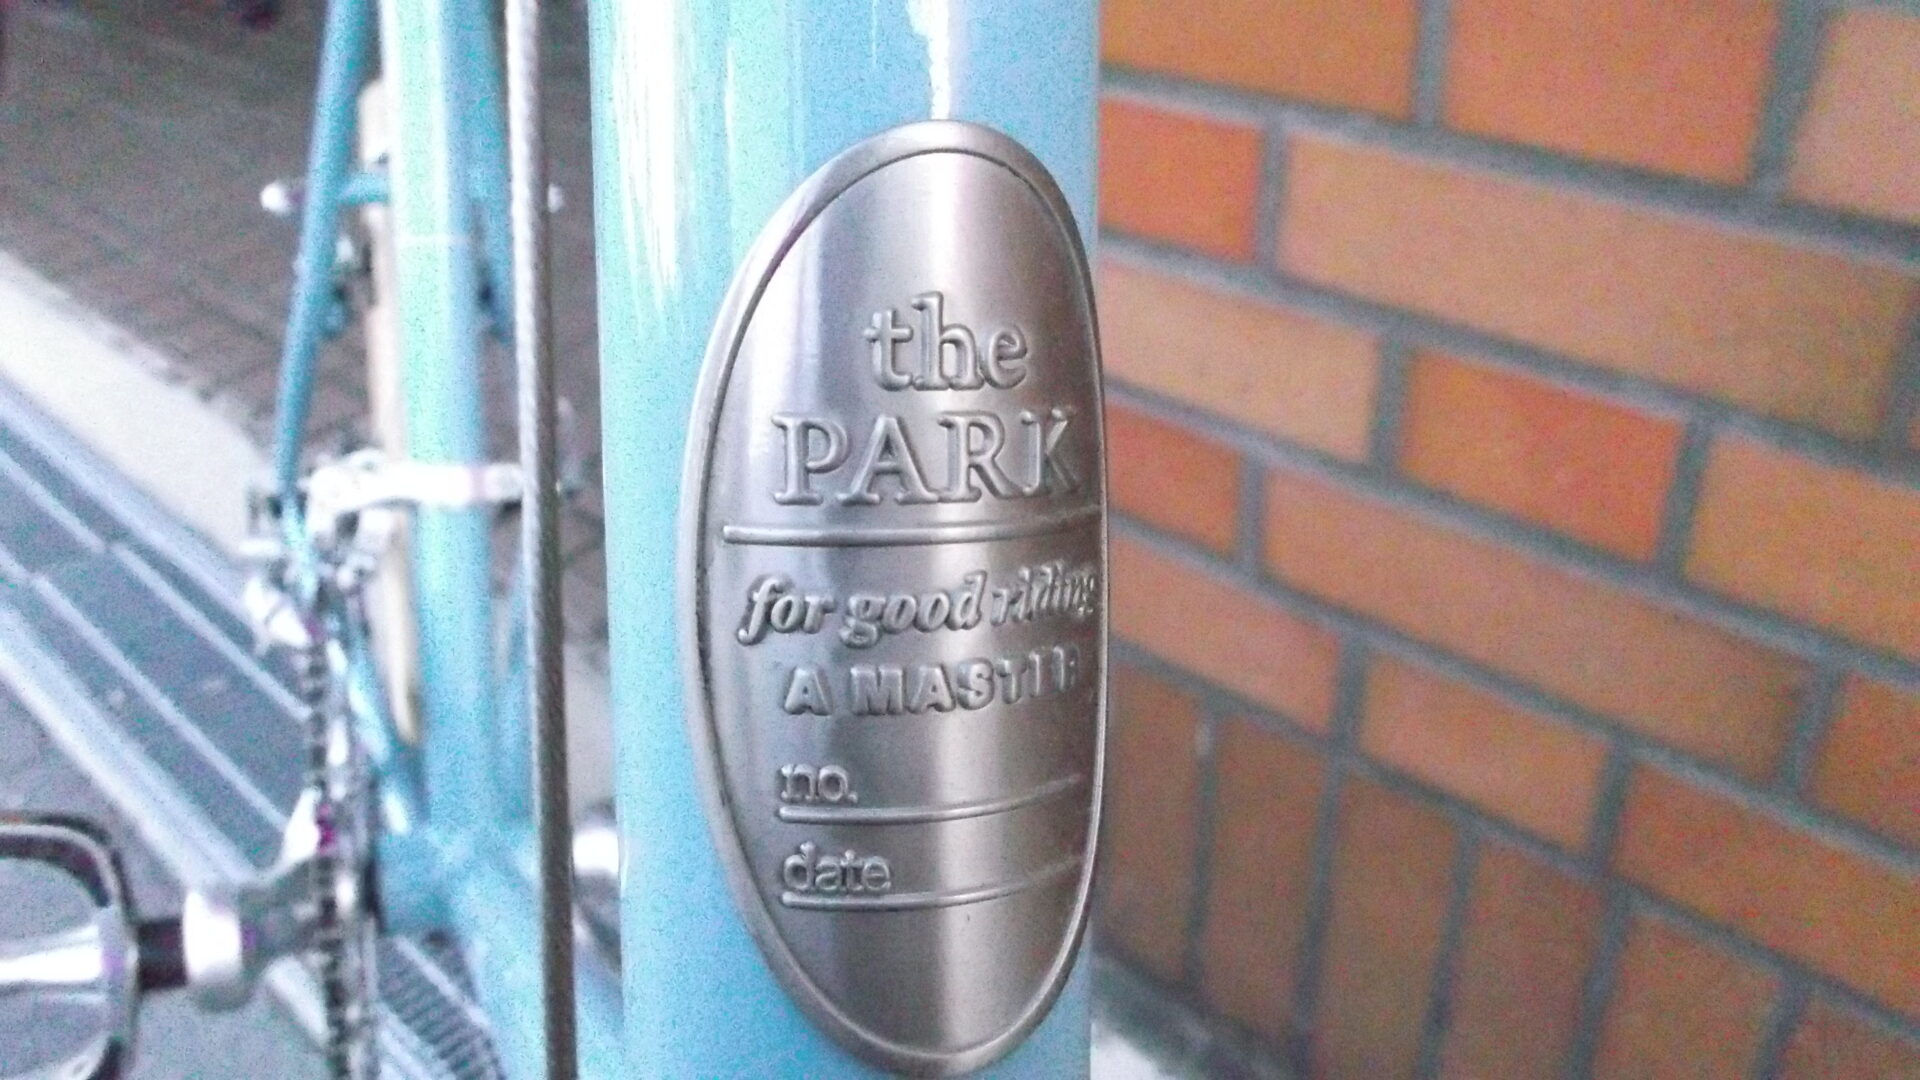 the
PARK
for good riding
A MASTER
no.
date